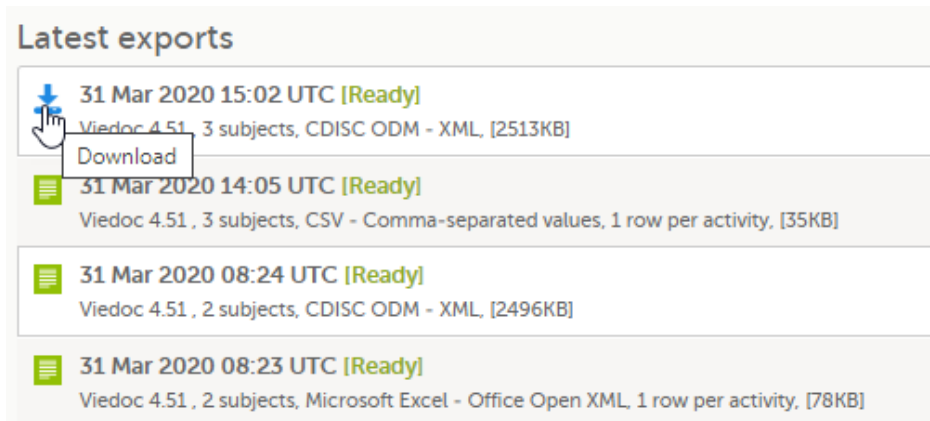 Latest exports
31 Mar 2020 15:02 UTC [Ready]
Viedoc 4.51 , 3 subjects, CDISC ODM - XML, [2513KB]
Download
31 Mar 2020 14:05 UTC [Ready]
Viedoc 4.51 , 3 subjects, CSV - Comma-separated values, 1 row per activity, [35KB]
31 Mar 2020 08:24 UTC [Ready]
Viedoc 4.51 , 2 subjects, CDISC ODM - XML, [2496KB]
31 Mar 2020 08:23 UTC [Ready]
Viedoc 4.51 , 2 subjects, Microsoft Excel - Office Open XML, 1 row per activity, [78KB]